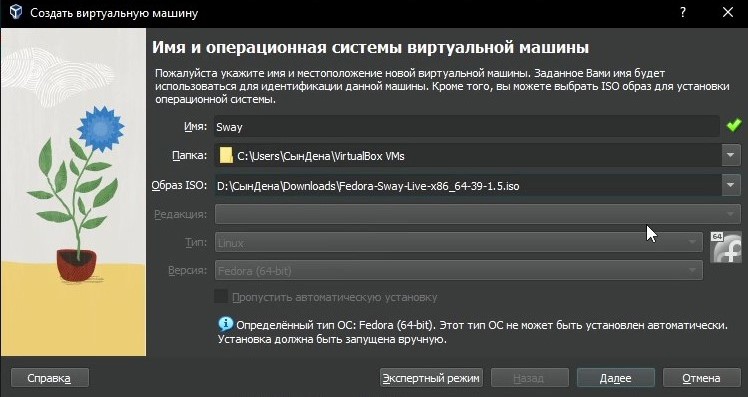 Создать виртуальную машину
?
Имя и операционная системы виртуальной машины
Пожалуйста укажите имя и местоположение новой виртуальной машины. Заданное Вами имя будет
использоваться для идентификации данной машины. Кроме того, вы можете выбрать ISO образ для установки
операционной системы.
Имя: Sway
Папка: C:\Users\СынДена\VirtualBox VMs
Образ ISO: D:\СынДена\Downloads\Fedora-Sway-Live-x86_64-39-1.5.iso
Редакция:
Тип: Linux
64
Версия: Fedora (64-bit)
Пропустить автоматическую установку
Определённый тип ОС: Fedora (64-bit). Этот тип ОС не может быть установлен автоматически.
Установка должна быть запущена вручную.
Справка Экспертный режим Назад Далее Отмена